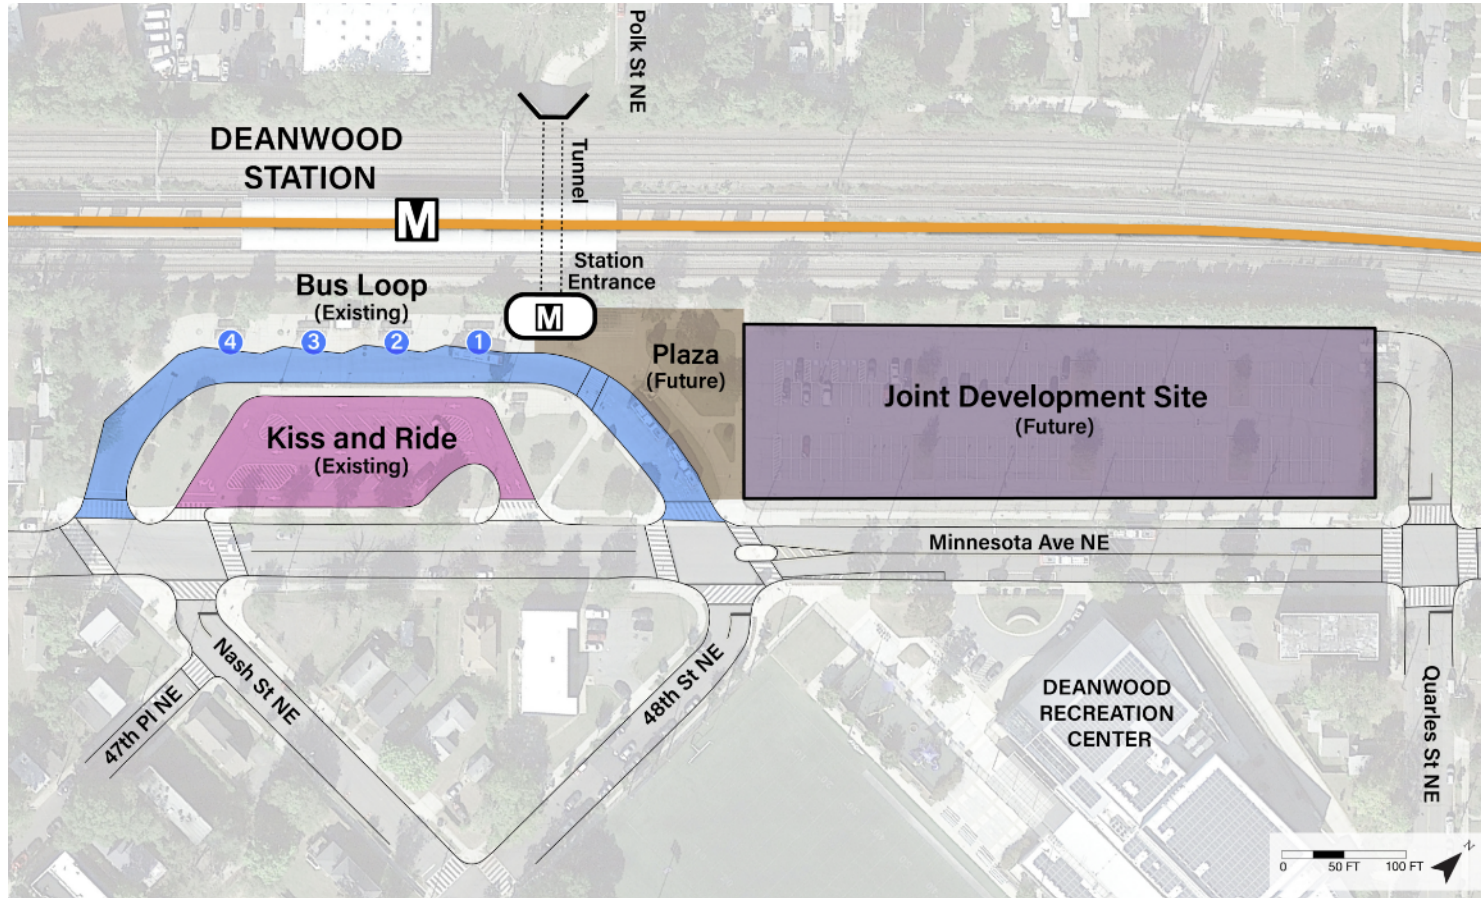 Polk St NE
DEANWOOD
STATION
M
Tunnel
Station
Entrance
M
Bus Loop
(Existing)
4
3
2
1
Plaza
(Future)
Joint Development Site
(Future)
Kiss and Ride
(Existing)
Minnesota Ave NE
Nash St NE
47th Pl NE
48th St NE
DEANWOOD
RECREATION
CENTER
Quarles St NE
N
0
50 FT
100 FT